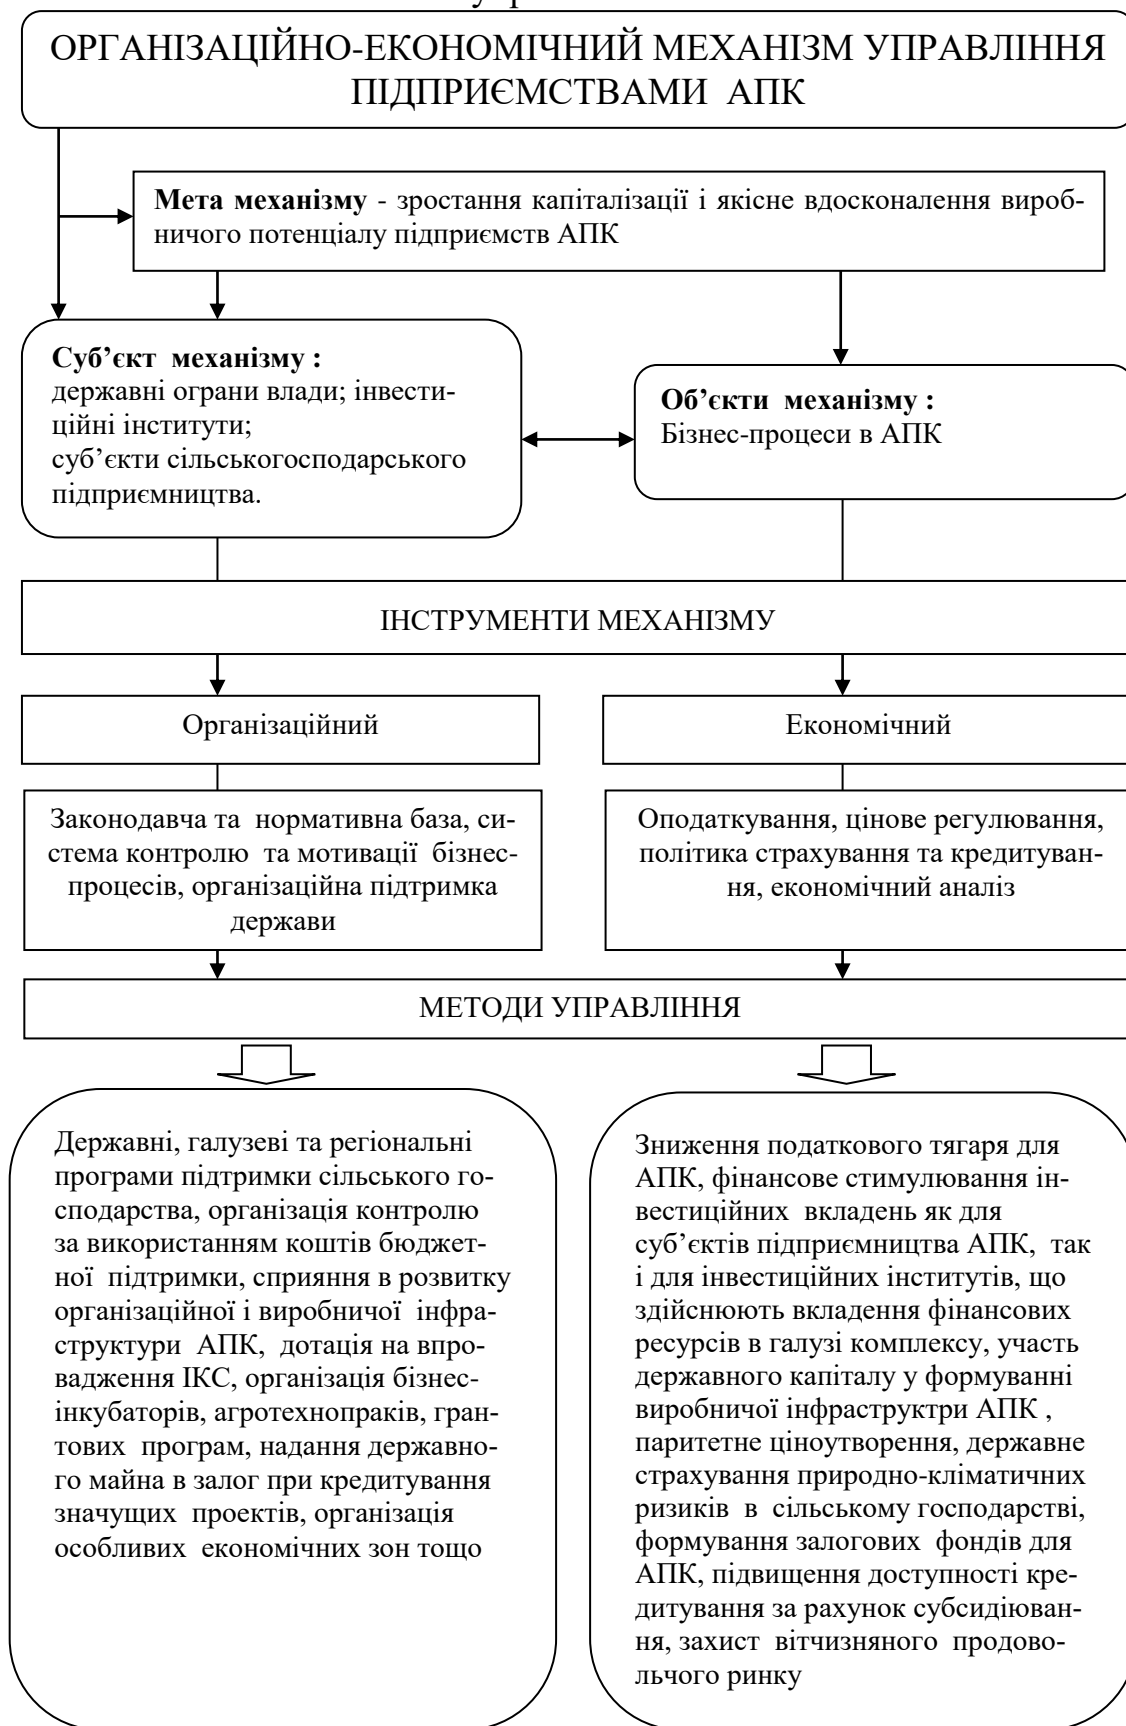 ОРГАНІЗАЦІЙНО-ЕКОНОМІЧНИЙ МЕХАНІЗМ УПРАВЛІННЯ
ПІДПРИЄМСТВАМИ АПК
Мета механізму - зростання капіталізації і якісне вдосконалення вироб-
ничого потенціалу підприємств АПК
Суб’єкт механізму :
державні ограни влади; інвести-
ційні інститути;
суб’єкти сільськогосподарського
підприємництва.
Об’єкти механізму :
Бізнес-процеси в АПК
ІНСТРУМЕНТИ МЕХАНІЗМУ
Організаційний
Економічний
Законодавча та нормативна база, си-
стема контролю та мотивації бізнес-
процесів, організаційна підтримка
держави
Оподаткування, цінове регулювання,
політика страхування та кредитуван-
ня, економічний аналіз
МЕТОДИ УПРАВЛІННЯ
Державні, галузеві та регіональні
програми підтримки сільського го-
сподарства, організація контролю
за використанням коштів бюджет-
ної підтримки, сприяння в розвитку
організаційної і виробничої інфра-
структури АПК, дотація на впро-
вадження ІКС, організація бізнес-
інкубаторів, агротехнопраків, гран-
тових програм, надання державно-
го майна в залог при кредитування
значущих проектів, організація
особливих економічних зон тощо
Зниження податкового тягаря для
АПК, фінансове стимулювання ін-
вестиційних вкладень як для
суб’єктів підприємництва АПК, так
і для інвестиційних інститутів, що
здійснюють вкладення фінансових
ресурсів в галузі комплексу, участь
державного капіталу у формуванні
виробничої інфраструктри АПК ,
паритетне ціноутворення, державне
страхування природно-кліматичних
ризиків в сільському господарстві,
формування залогових фондів для
АПК, підвищення доступності кре-
дитування за рахунок субсидіюван-
ня, захист вітчизняного продово-
льчого ринку